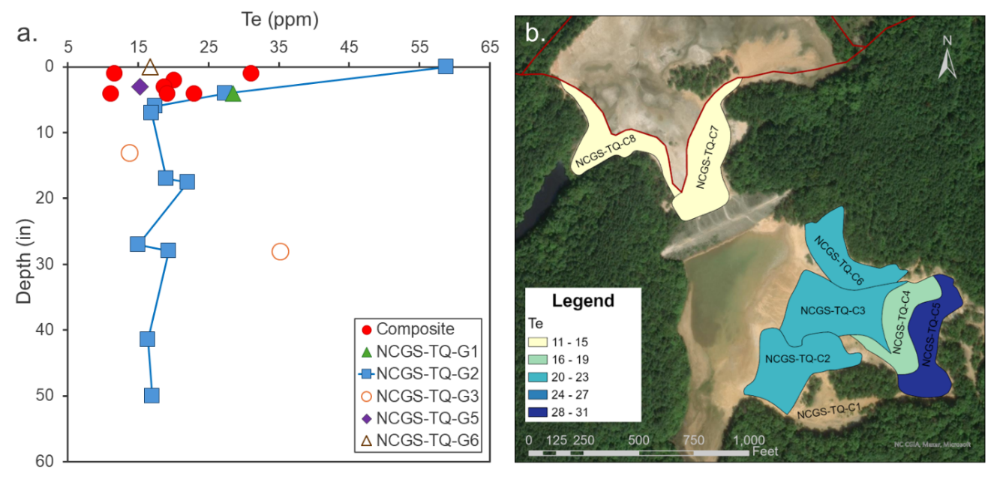 a.
Te (ppm)
5 15 25 35 45 55 65
0
10
20
30
40
50
60
Depth (in)
Composite
NCGS-TQ-G1
NCGS-TQ-G2
NCGS-TQ-G3
NCGS-TQ-G5
NCGS-TQ-G6
b.
N
NCGS-TQ-C8
NCGS-TQ-C7
NCGS-TQ-C6
NCGS-TQ-C3
NCGS-TQ-C4
NCGS-TQ-C5
NCGS-TQ-C2
NCGS-TQ-C1
Legend
Te
11 - 15
16 - 19
20 - 23
24 - 27
28 - 31
0 125 250 500 750 1,000
Feet
NC CGIA, Maxar, Microsoft